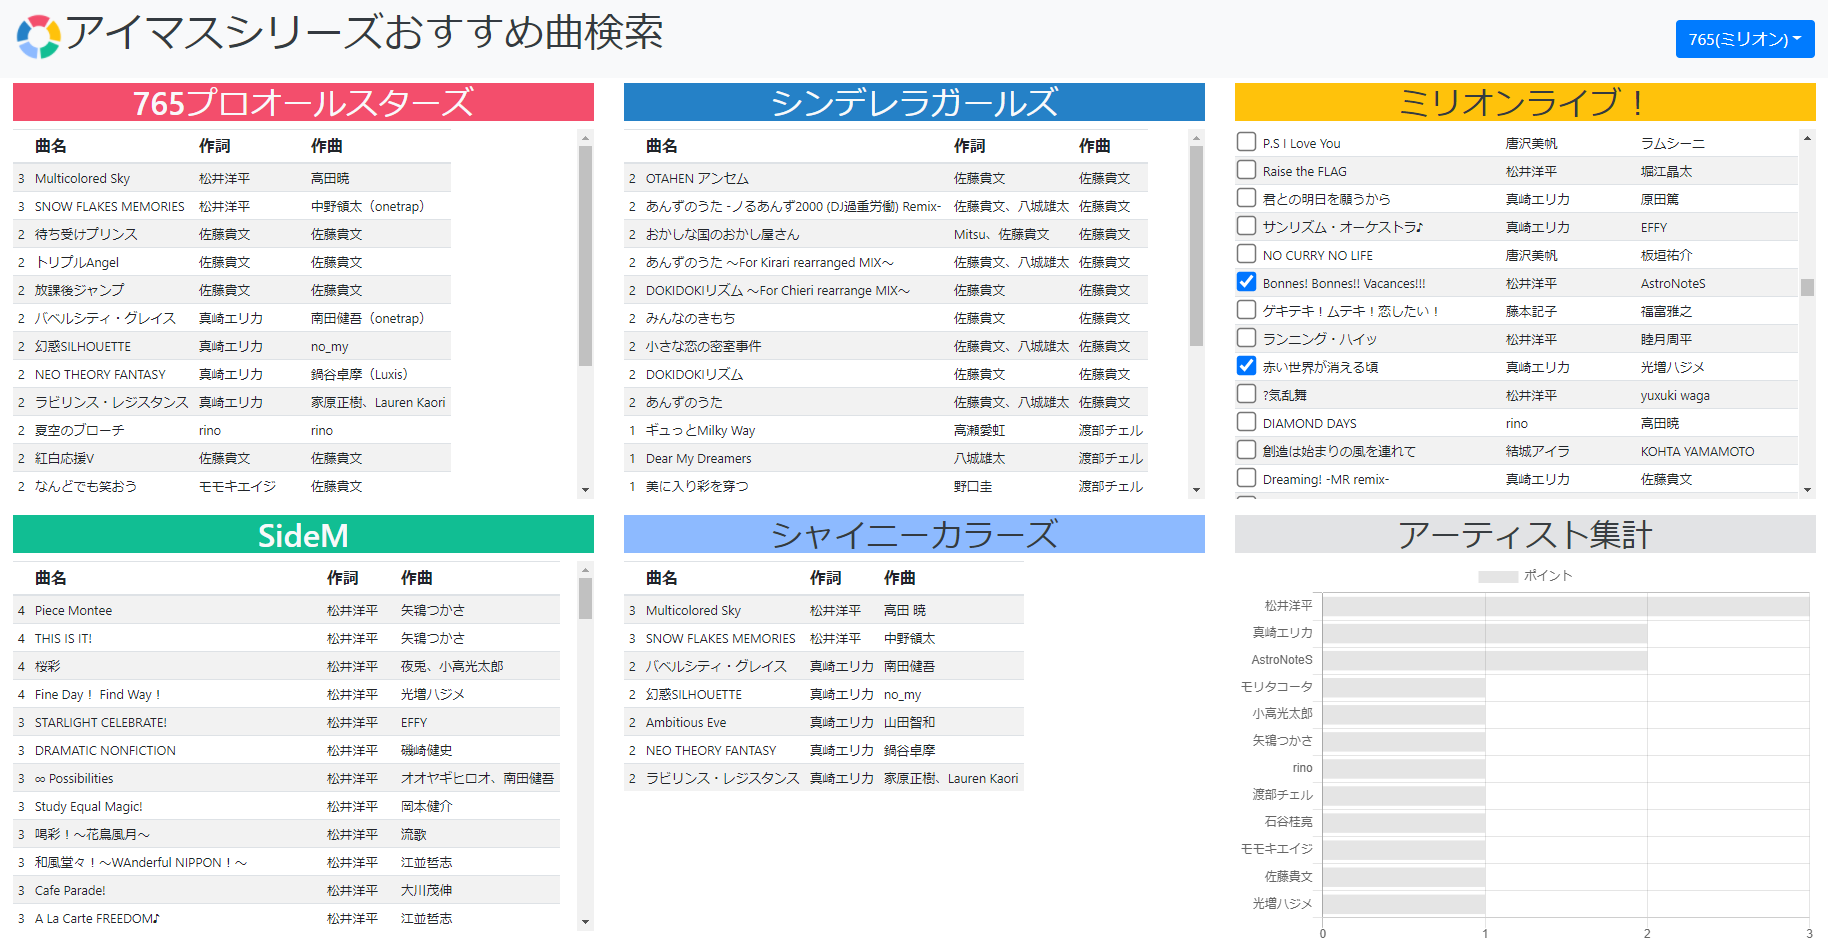 アイマスシリーズおすすめ曲検索
765(ミリオン)
765プロオールスターズ
曲名 作詞 作曲
3 Multicolored Sky 松井洋平 高田暁
3 SNOW FLAKES MEMORIES 松井洋平 中野領太（onetrap）
2 待ち受けプリンス 佐藤貴文 佐藤貴文
2 トリプルAngel 佐藤貴文 佐藤貴文
2 放課後ジャンプ 佐藤貴文 佐藤貴文
2 バベルシティ・グレイス 真崎エリカ 南田健吾（onetrap）
2 幻惑SILHOUETTE 真崎エリカ no_my
2 NEO THEORY FANTASY 真崎エリカ 鍋谷卓摩（Luxis）
2 ラビリンス・レジスタンス 真崎エリカ 家原正樹、Lauren Kaori
2 夏空のブローチ rino rino
2 紅白応援V 佐藤貴文 佐藤貴文
2 なんどでも笑おう モモキエイジ 佐藤貴文
シンデレラガールズ
曲名 作詞 作曲
2 OTAHEN アンセム 佐藤貴文 佐藤貴文
2 あんずのうた -ノるあんず2000 (DJ過重労働) Remix- 佐藤貴文、八城雄太 佐藤貴文
2 おかしな国のおかし屋さん Mitsu、佐藤貴文 佐藤貴文
2 あんずのうた ～For Kirari rearranged MIX～ 佐藤貴文、八城雄太 佐藤貴文
2 DOKIDOKIリズム ～For Chieri rearrange MIX～ 佐藤貴文 佐藤貴文
2 みんなのきもち 佐藤貴文 佐藤貴文
2 小さな恋の密室事件 佐藤貴文、八城雄太 佐藤貴文
2 DOKIDOKIリズム 佐藤貴文 佐藤貴文
2 あんずのうた 佐藤貴文、八城雄太 佐藤貴文
1 ギュっとMilky Way 高瀬愛虹 渡部チェル
1 Dear My Dreamers 八城雄太 渡部チェル
1 美に入り彩を穿つ 野口圭 渡部チェル
ミリオンライブ！
P.S I Love You 唐沢美帆 ラムシーニ
Raise the FLAG 松井洋平 堀江晶太
君との明日を願うから 真崎エリカ 原田篤
サンリズム・オーケストラ♪ 真崎エリカ EFFY
NO CURRY NO LIFE 唐沢美帆 板垣祐介
Bonnes! Bonnes!! Vacances!!! 松井洋平 AstroNoteS
ゲキテキ！ムテキ！恋したい！ 藤本記子 福富雅之
ランニング・ハイッ 松井洋平 睦月周平
赤い世界が消える頃 真崎エリカ 光増ハジメ
?気乱舞 松井洋平 yuxuki waga
DIAMOND DAYS rino 高田暁
創造は始まりの風を連れて 結城アイラ KOHTA YAMAMOTO
Dreaming! -MR remix- 真崎エリカ 佐藤貴文
SideM
曲名 作詞 作曲
4 Piece Montee 松井洋平 矢鴇つかさ
4 THIS IS IT! 松井洋平 矢鴇つかさ
4 桜彩 松井洋平 夜兎、小高光太郎
4 Fine Day！ Find Way！ 松井洋平 光増ハジメ
3 STARLIGHT CELEBRATE! 松井洋平 EFFY
3 DRAMATIC NONFICTION 松井洋平 磯崎健史
3 ∞ Possibilities 松井洋平 オオヤギヒロオ、南田健吾
3 Study Equal Magic! 松井洋平 岡本健介
3 喝彩！～花鳥風月～ 松井洋平 流歌
3 和風堂々！～WAnderful NIPPON！～ 松井洋平 江並哲志
3 Cafe Parade! 松井洋平 大川茂伸
3 A La Carte FREEDOM♪ 松井洋平 江並哲志
シャイニーカラーズ
曲名 作詞 作曲
3 Multicolored Sky 松井洋平 高田 暁
3 SNOW FLAKES MEMORIES 松井洋平 中野領太
2 バベルシティ・グレイス 真崎エリカ 南田健吾
2 幻惑SILHOUETTE 真崎エリカ no_my
2 Ambitious Eve 真崎エリカ 山田智和
2 NEO THEORY FANTASY 真崎エリカ 鍋谷卓摩
2 ラビリンス・レジスタンス 真崎エリカ 家原正樹、Lauren Kaori
アーティスト集計
ポイント
松井洋平
真崎エリカ
AstroNoteS
モリタコータ
小高光太郎
矢鴇つかさ
rino
渡部チェル
石谷桂亮
モモキエイジ
佐藤貴文
光増ハジメ
0 1 2 3